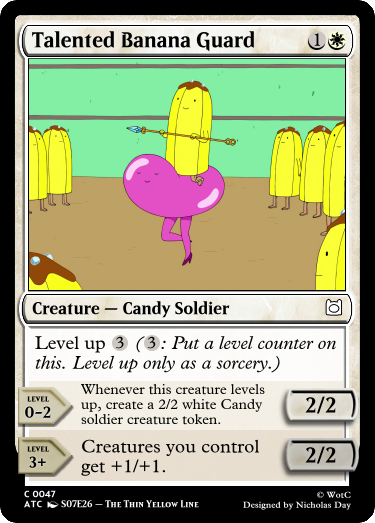 Talented Banana Guard 1
Creature — Candy Soldier
Level up 3 (3: Put a level counter on
this. Level up only as a sorcery.)
LEVEL
0-2
Whenever this creature levels
up, create a 2/2 white Candy
soldier creature token.
2/2
LEVEL
3+
Creatures you control
get +1/+1.
2/2
C 0047
ATC S07E26 — The Thin Yellow Line
© WotC
Designed by Nicholas Day